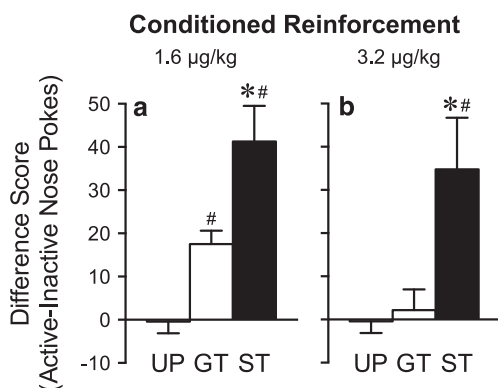 Conditioned Reinforcement
1.6 µg/kg
3.2 µg/kg
Difference Score
(Active-Inactive Nose Pokes)
50
40
30
20
10
0
-10
a
#
*#
UP GT ST
b
*#
UP GT ST